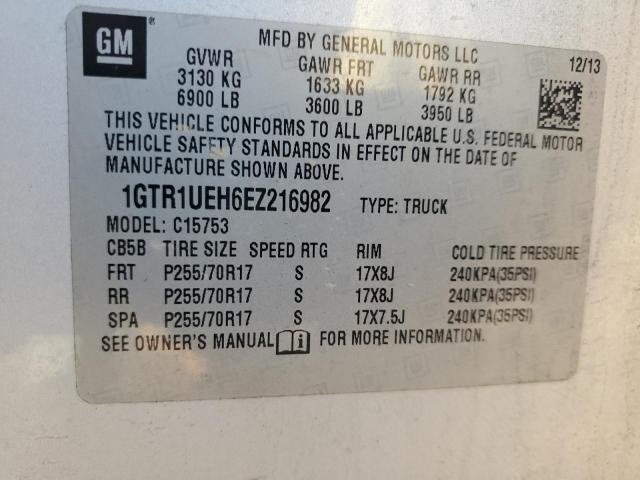 GM
MFD BY GENERAL MOTORS LLC
GVWR GAWR FRT GAWR RR 12/13
3130 KG 1633 KG 1792 KG
6900 LB 3600 LB 3950 LB
THIS VEHICLE CONFORMS TO ALL APPLICABLE U.S. FEDERAL MOTOR
VEHICLE SAFETY STANDARDS IN EFFECT ON THE DATE OF
MANUFACTURE SHOWN ABOVE.
1GTR1UEH6EZ216982 TYPE: TRUCK
MODEL: C15753
CB5B TIRE SIZE SPEED RTG RIM COLD TIRE PRESSURE
FRT P255/70R17 S 17X8J 240KPA(35PSI)
RR P255/70R17 S 17X8J 240KPA(35PSI)
SPA P255/70R17 S 17X7.5J 240KPA(35PSI)
SEE OWNER'S MANUAL i FOR MORE INFORMATION.